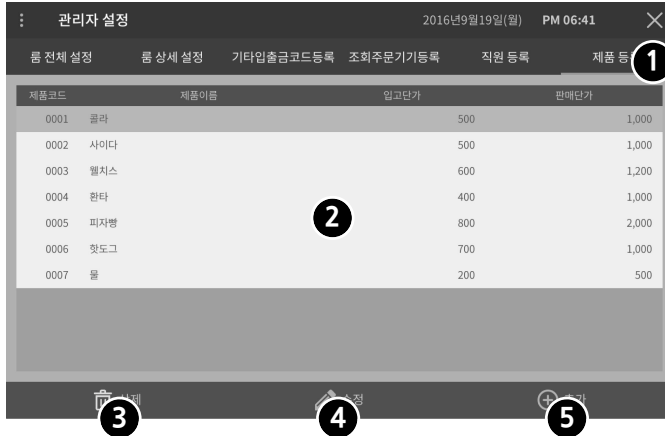 관리자 설정 2016년9월19일(월) PM 06:41
룸 전체 설정 룸 상세 설정 기타입출금코드등록 조회주문기기등록 직원 등록 제품
1
제품코드 제품이름 입고단가 판매단가
0001 콜라 500 1,000
0002 사이다 500 1,000
0003 웰치스 600 1,200
0004 환타 400 1,000
0005 피자빵 800 2,000
0006 핫도그 700 1,000
0007 물 200 500
2
3 4 5